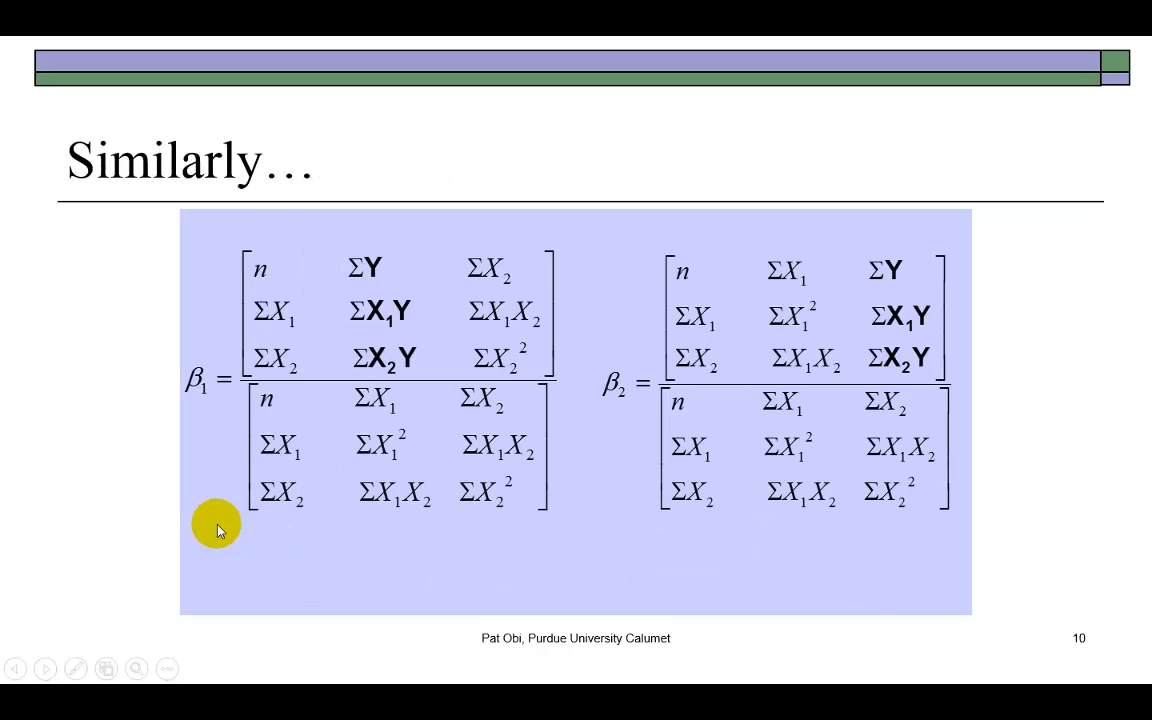 Similarly…
β₁ =
n ΣY ΣX₂
ΣX₁ ΣX₁Y ΣX₁X₂
ΣX₂ ΣX₂Y ΣX₂²
n ΣX₁ ΣX₂
ΣX₁ ΣX₁² ΣX₁X₂
ΣX₂ ΣX₁X₂ ΣX₂²
β₂ =
n ΣX₁ ΣY
ΣX₁ ΣX₁² ΣX₁Y
ΣX₂ ΣX₁X₂ ΣX₂Y
n ΣX₁ ΣX₂
ΣX₁ ΣX₁² ΣX₁X₂
ΣX₂ ΣX₁X₂ ΣX₂²
Pat Obi, Purdue University Calumet
10